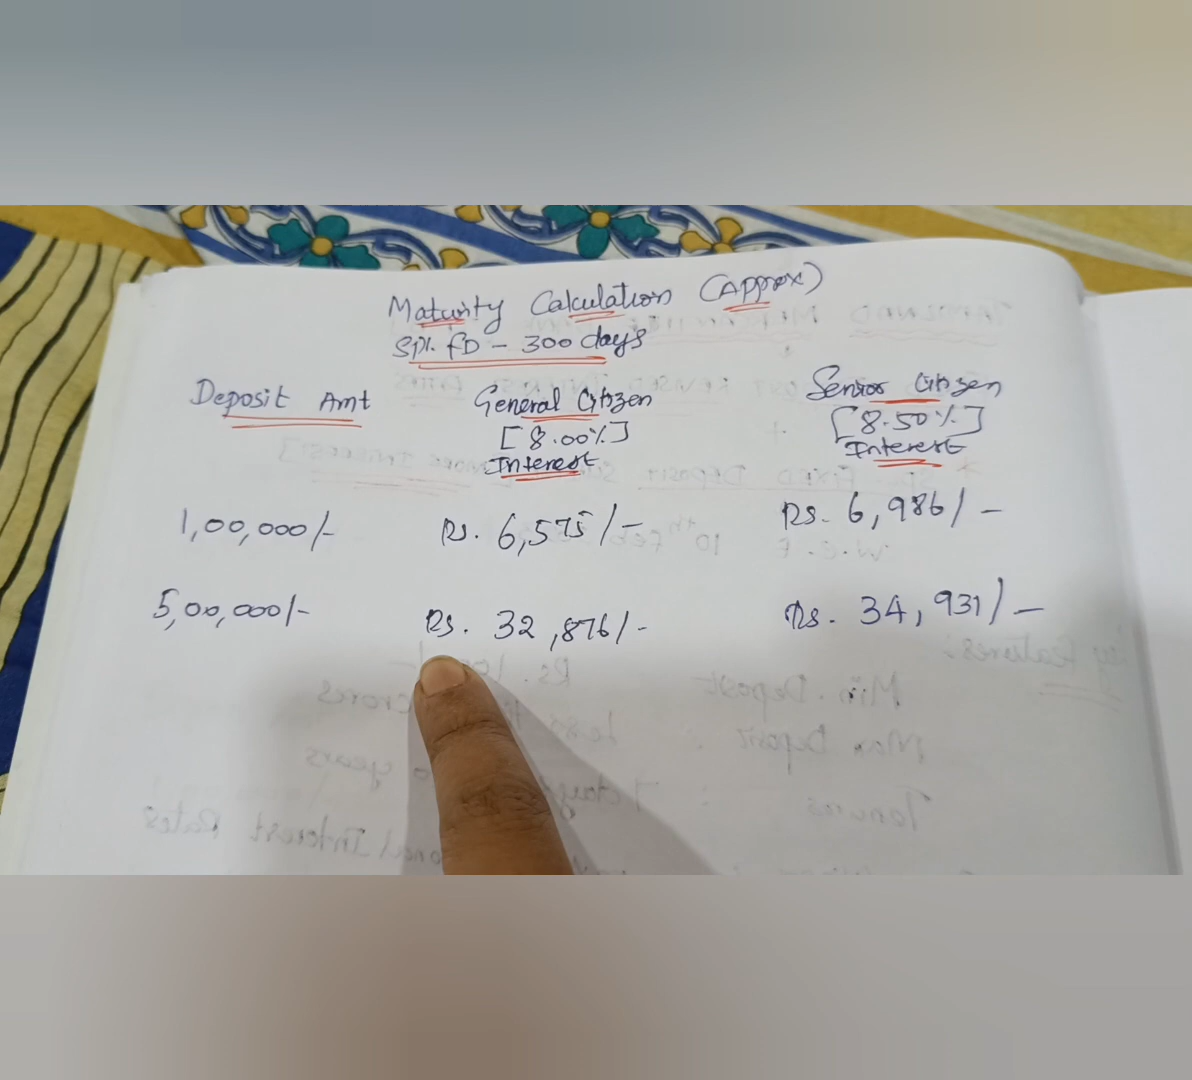 Maturity Calculation (Approx)
Spl. FD - 300 days
Deposit Amt General Citizen Senior Citizen
[8.00%] [8.50%]
Interest Interest
1,00,000/- Rs. 6,575/- Rs. 6,986/-
5,00,000/- Rs. 32,876/- Rs. 34,931/-